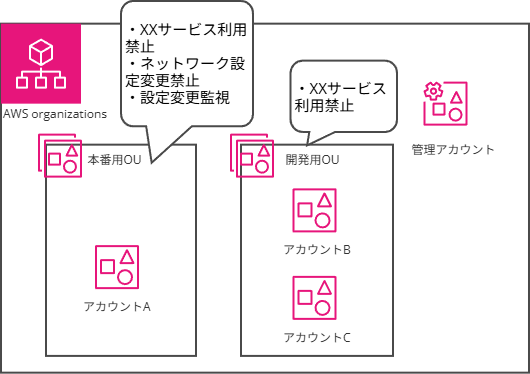 ・XXサービス利用
禁止
・ネットワーク設
定変更禁止
・設定変更監視
・XXサービス
利用禁止
AWS organizations
管理アカウント
本番用OU
開発用OU
アカウントB
アカウントA
アカウントC